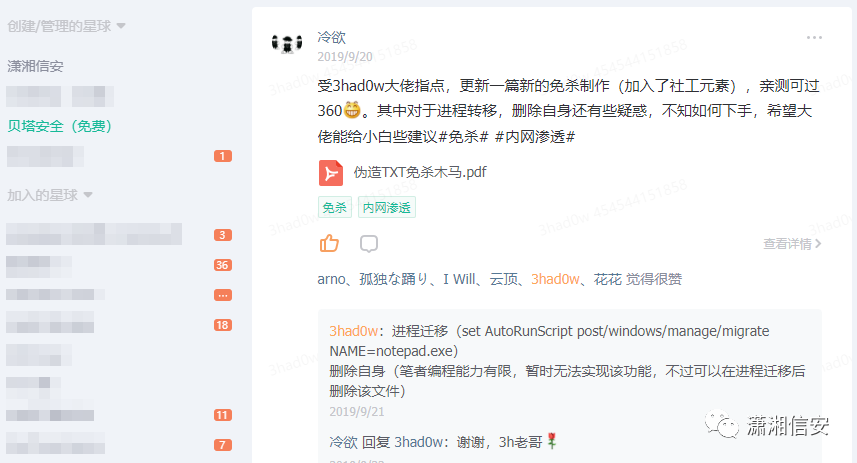 创建/管理的星球
潇湘信安
贝塔安全（免费）
1
加入的星球
3
36
...
18
11
7
冷欲
2019/9/20
受3had0w大佬指点，更新一篇新的免杀制作（加入了社工元素），亲测可过
360😁。其中对于进程转移，删除自身还有些疑惑，不知如何下手，希望大
佬能给小白些建议#免杀# #内网渗透#
伪造TXT免杀木马.pdf
免杀 内网渗透
查看详情
arno、孤独な踊り、I Will、云顶、3had0w、花花 觉得很赞
3had0w：进程迁移（set AutoRunScript post/windows/manage/migrate
NAME=notepad.exe）
删除自身（笔者编程能力有限，暂时无法实现该功能，不过可以在进程迁移后
删除该文件）
2019/9/21
冷欲 回复 3had0w：谢谢，3h老哥🌹
潇湘信安
3had0w 454544151858